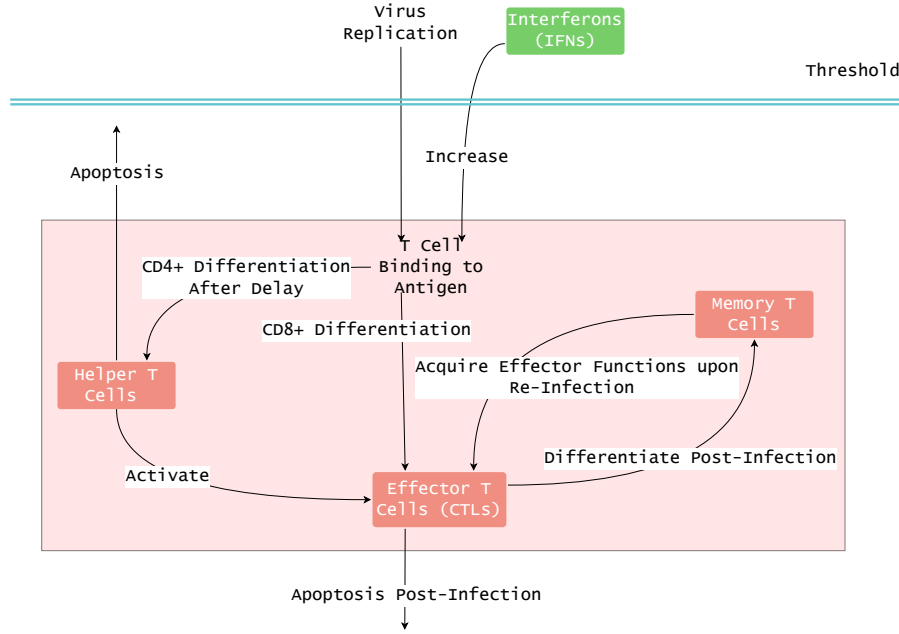 Virus
Replication
Interferons
(IFNs)
Threshold
Increase
Apoptosis
T Cell
Binding to
Antigen
CD4+ Differentiation
After Delay
CD8+ Differentiation
Memory T
Cells
Helper T
Cells
Acquire Effector Functions upon
Re-Infection
Differentiate Post-Infection
Activate
Effector T
Cells (CTLs)
Apoptosis Post-Infection